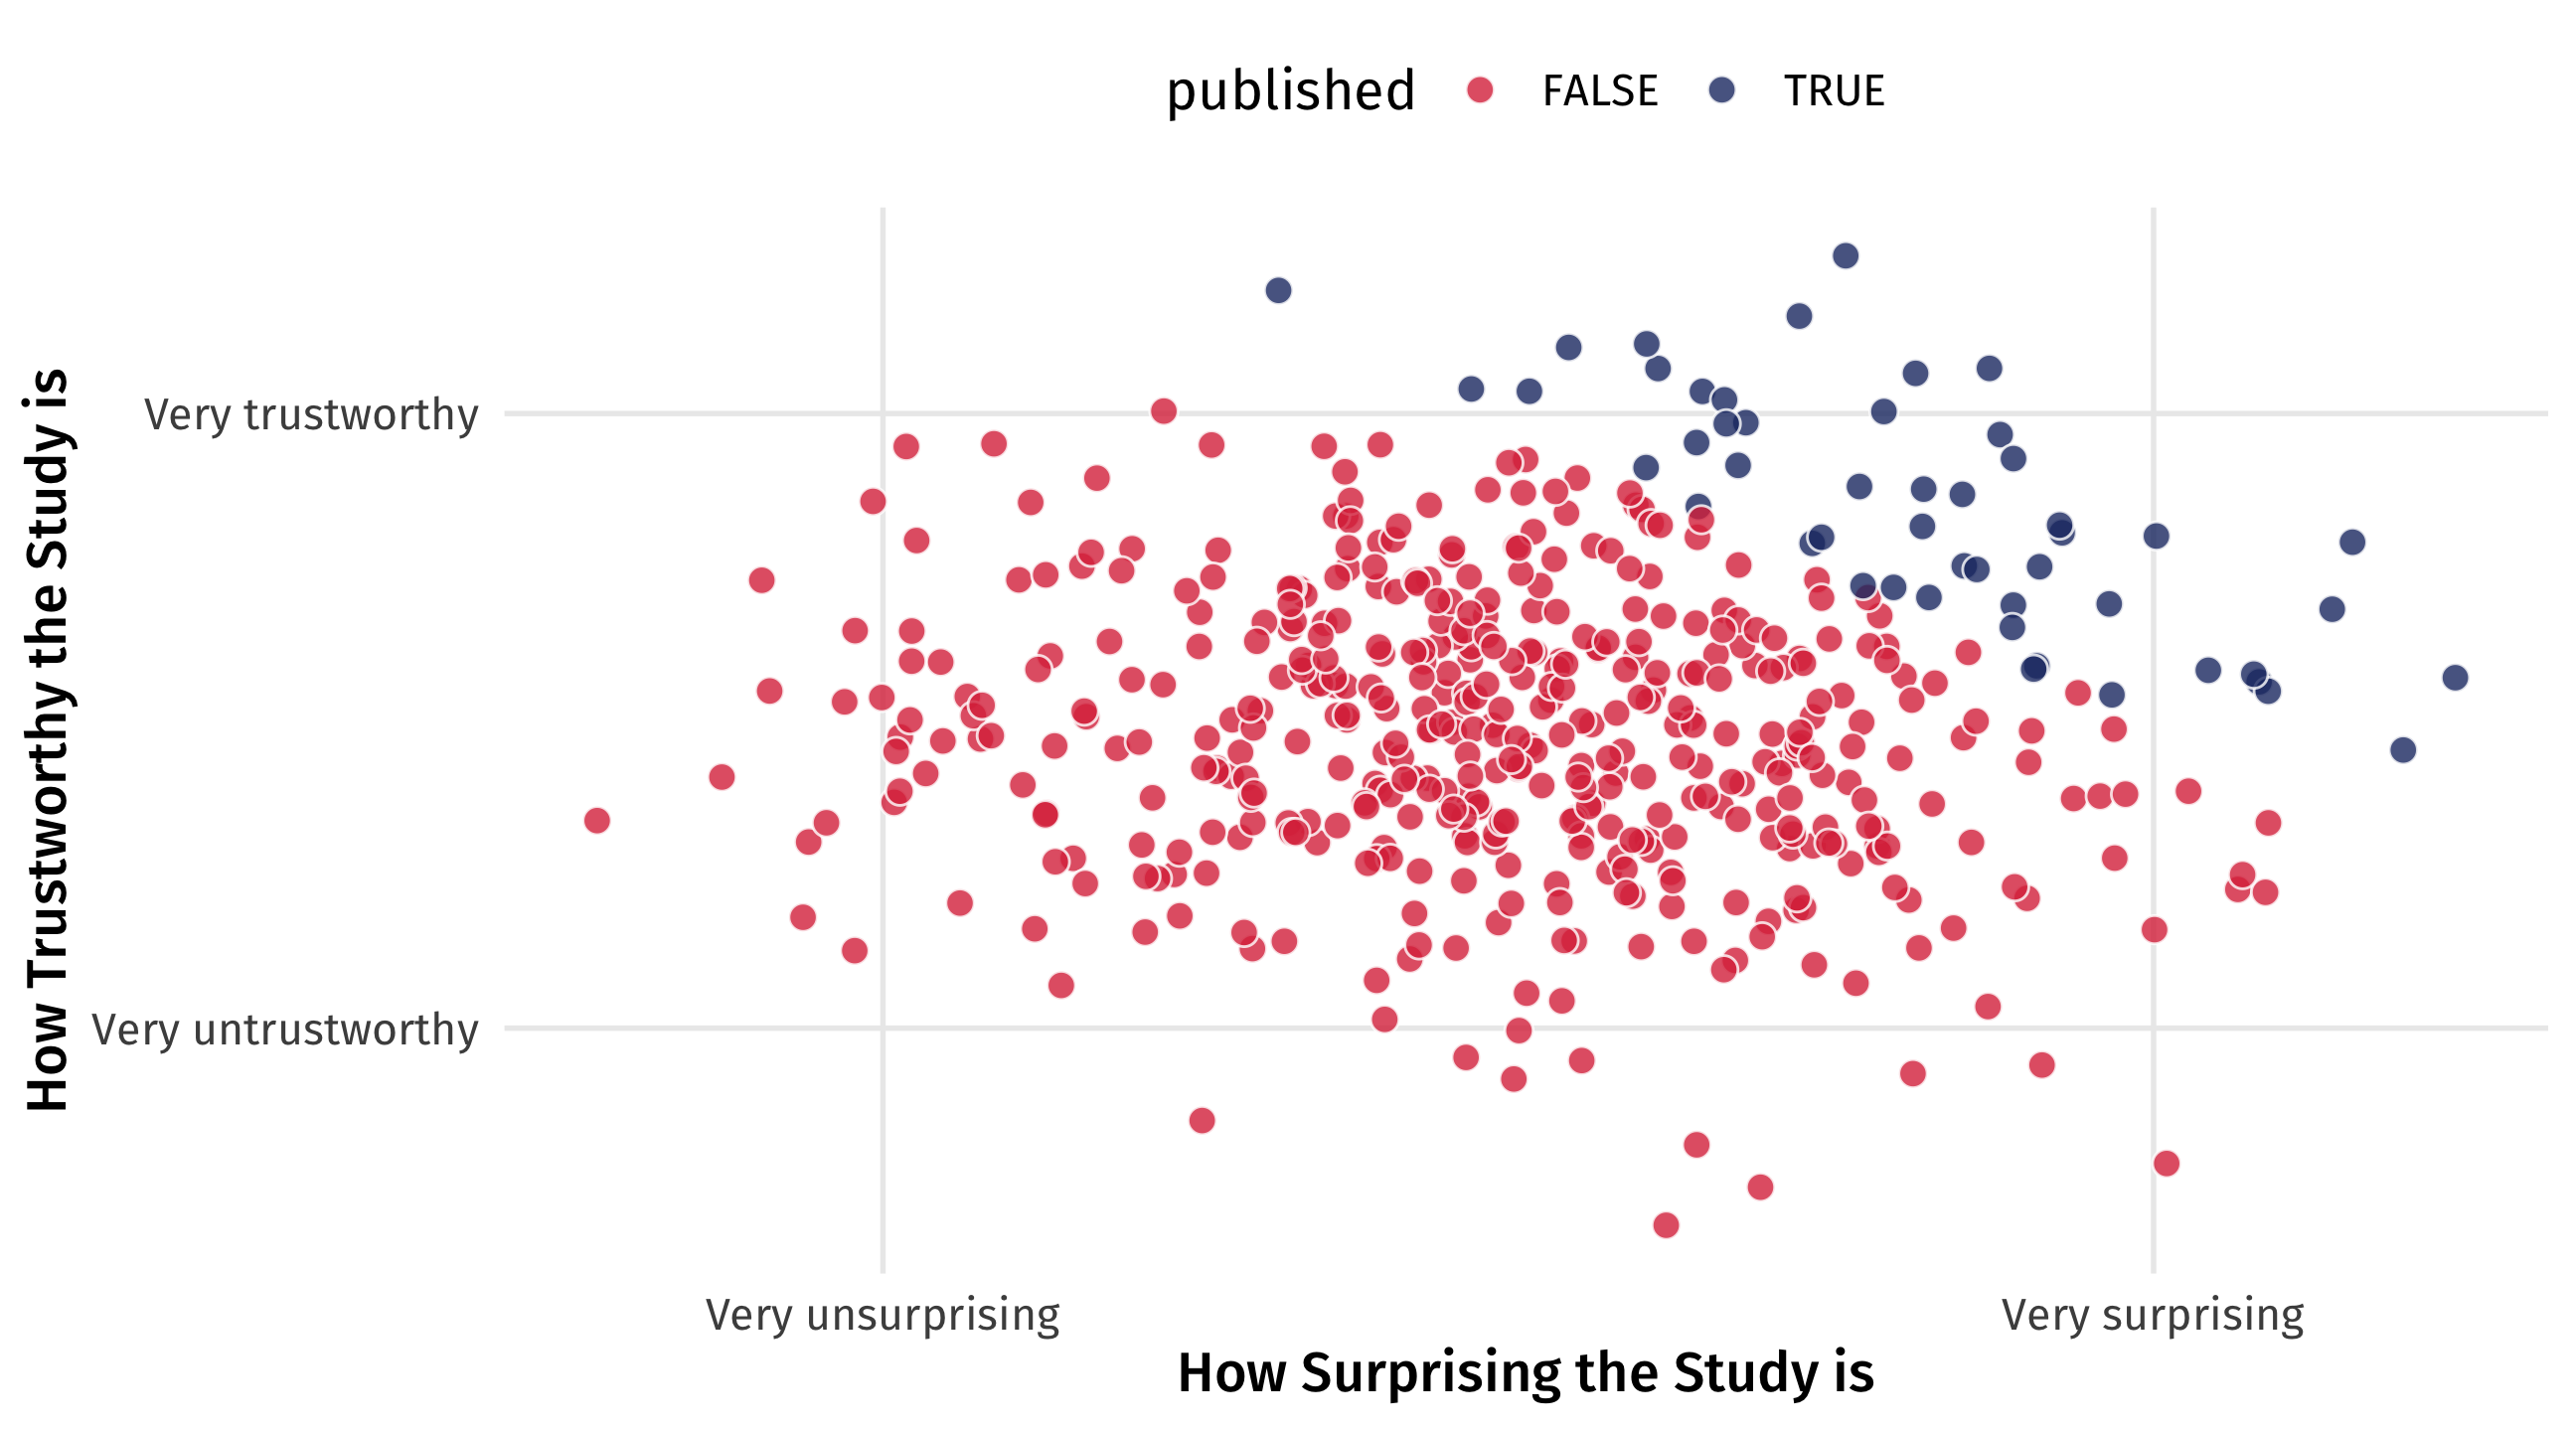 published FALSE TRUE
How Trustworthy the Study is
Very trustworthy
Very untrustworthy
Very unsurprising Very surprising
How Surprising the Study is